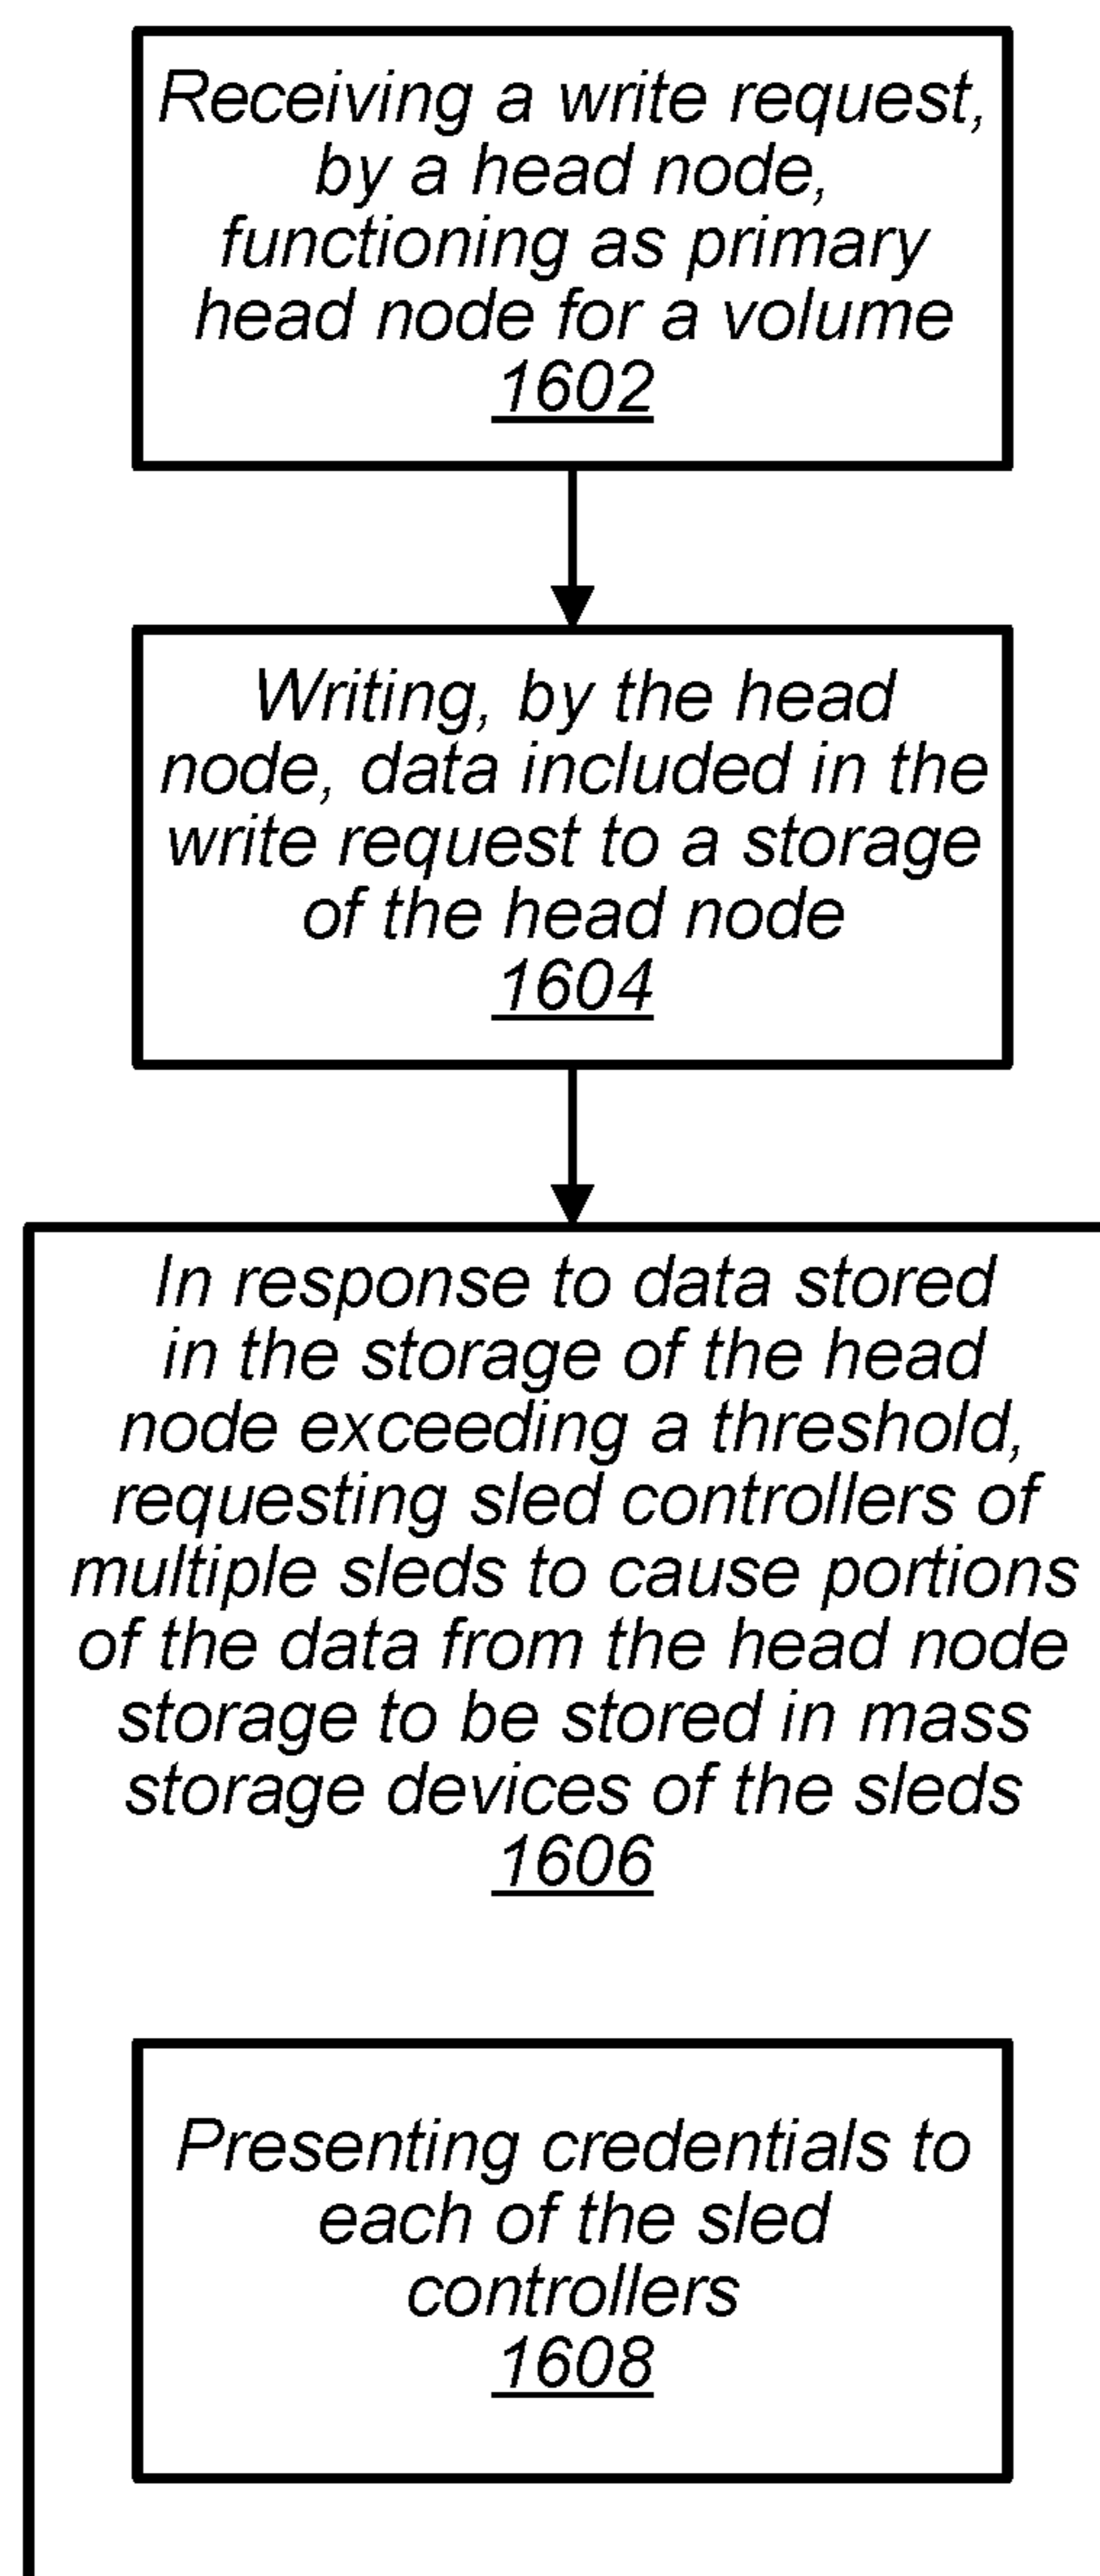 Receiving a write request,
by a head node,
functioning as primary
head node for a volume
1602
Writing, by the head
node, data included in the
write request to a storage
of the head node
1604
In response to data stored
in the storage of the head
node exceeding a threshold,
requesting sled controllers of
multiple sleds to cause portions
of the data from the head node
storage to be stored in mass
storage devices of the sleds
1606
Presenting credentials to
each of the sled
controllers
1608